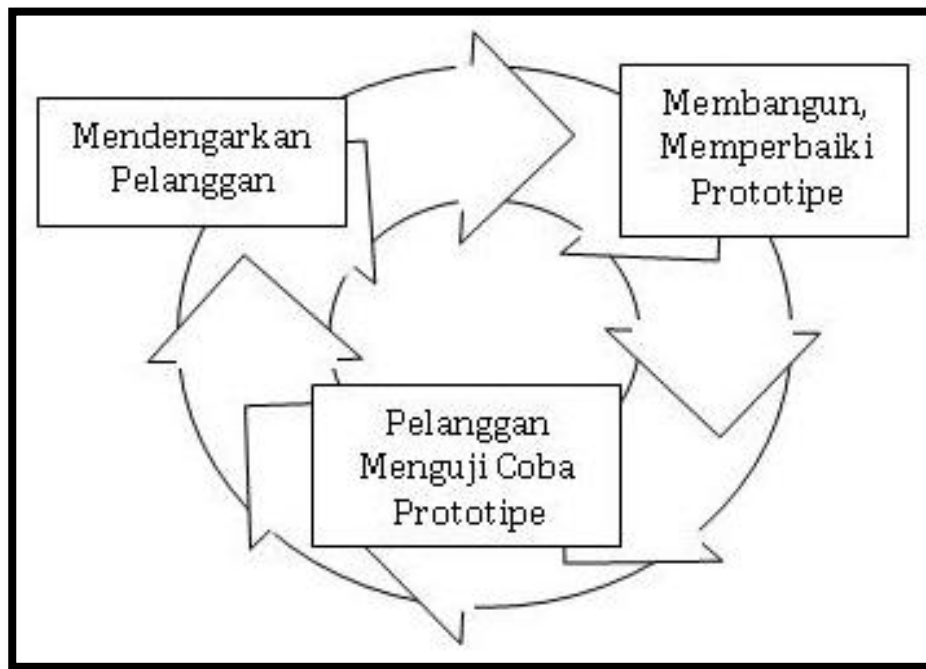 Mendengarkan
Pelanggan
Membangun,
Memperbaiki
Prototipe
Pelanggan
Menguji Coba
Prototipe